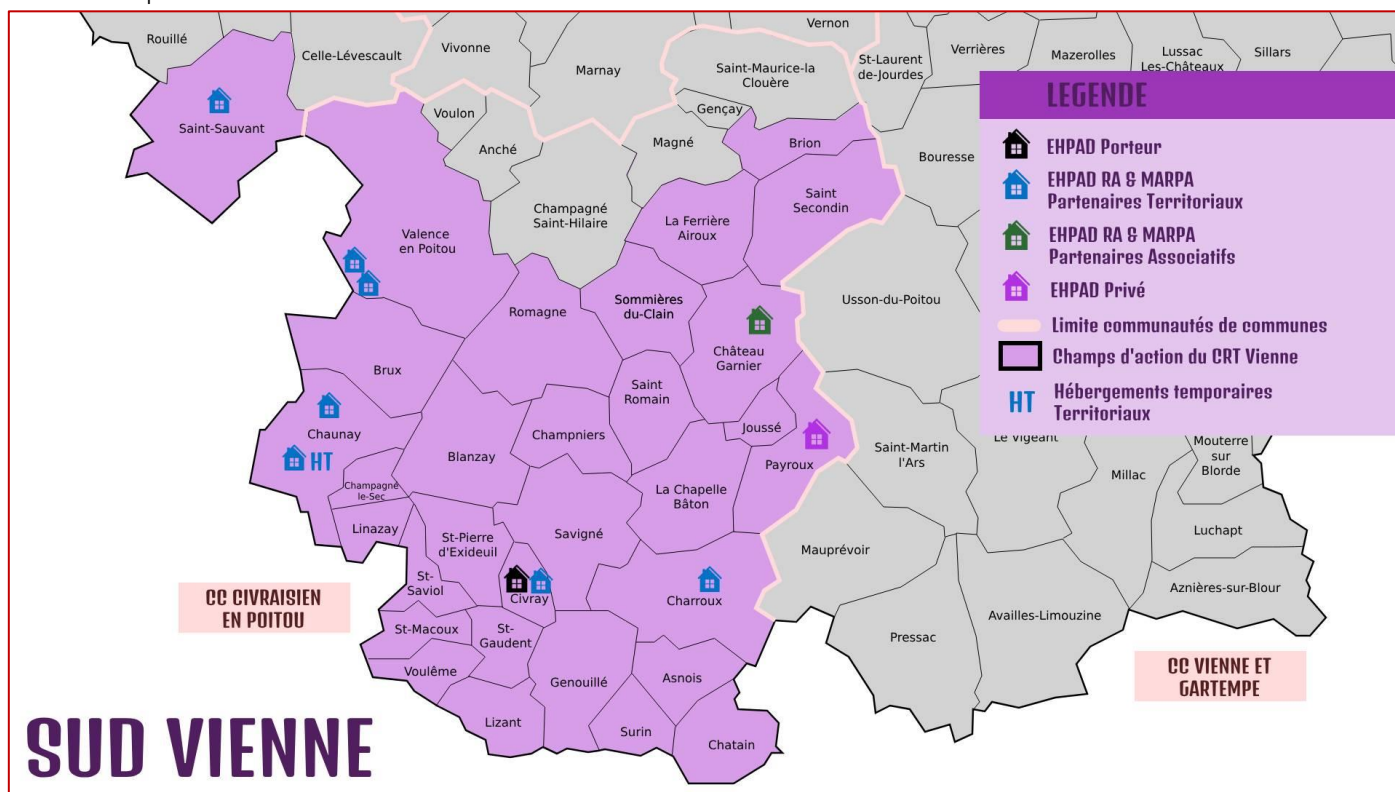 Rouillé
Celle-Lévescault
Vivonne
Marnay
Vernon
St-Laurent
de-Jourdes
Verrières
Mazerolles
Lussac
Les-Châteaux
Sillars
Saint-Maurice-la
Clouère
Gençay
Saint-Sauvant
Voulon
Anché
Magné
Brion
Bouresse
Champagné
Saint-Hilaire
La Ferrière
Airoux
Saint
Secondin
Valence
en Poitou
Usson-du-Poitou
Romagne
Sommières
du-Clain
Château
Garnier
Brux
Saint
Romain
Joussé
Payroux
Chaunay
HT
Champniers
Blanzay
Saint-Martin
l'Ars
Le Vigeant
Millac
Mouterre
sur
Blorde
Champagné
le-Sec
La Chapelle
Bâton
Linazay
St-Pierre
d'Exideuil
Savigné
Mauprévoir
Luchapt
St-
Saviol
Civray
Charroux
Aznières-sur-Blour
Availles-Limouzine
St-Macoux
St-
Gaudent
Pressac
Voulême
Genouillé
Asnois
Lizant
Surin
Chatain
LEGENDE
EHPAD Porteur
EHPAD RA & MARPA
Partenaires Territoriaux
EHPAD RA & MARPA
Partenaires Associatifs
EHPAD Privé
Limite communautés de communes
Champs d'action du CRT Vienne
HT Hébergements temporaires
Territoriaux
CC CIVRAISIEN
EN POITOU
CC VIENNE ET
GARTEMPE
SUD VIENNE